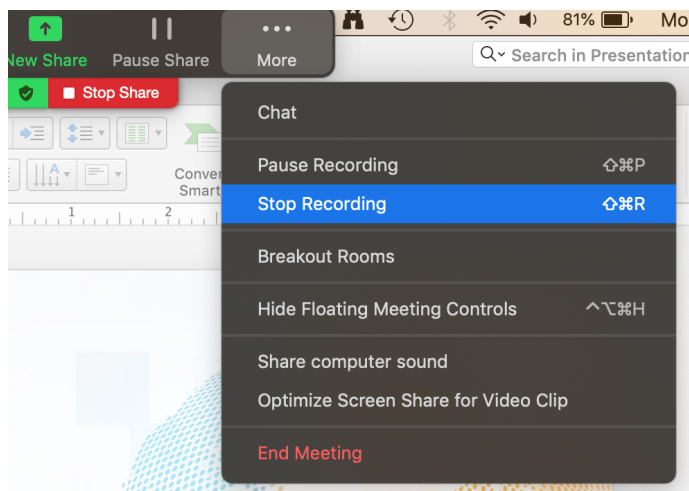 81%
Mo
New Share
Pause Share
More
Search in Presentation
Stop Share
Chat
Pause Recording ⇧⌘P
Stop Recording ⇧⌘R
Breakout Rooms
Hide Floating Meeting Controls ^⌥⌘H
Share computer sound
Optimize Screen Share for Video Clip
End Meeting
A
Conver
Smart
1
2